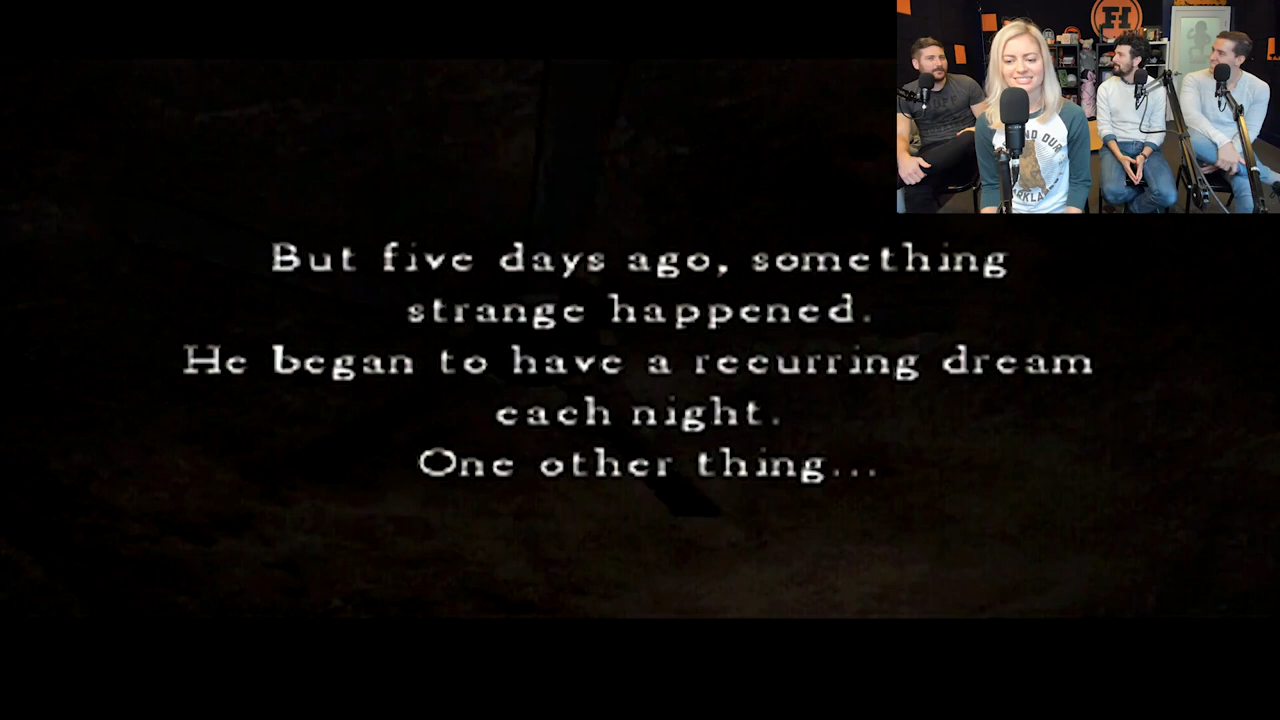 But five days ago, something
strange happened.
He began to have a recurring dream
each night.
One other thing...